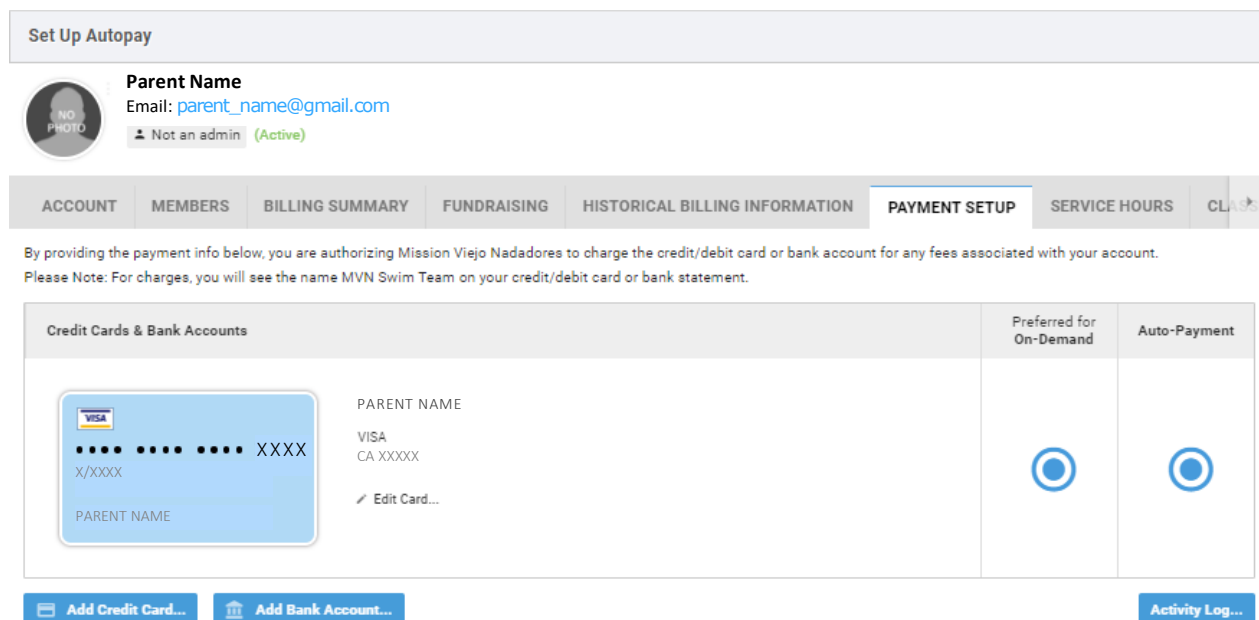 Set Up Autopay
Parent Name
Email: parent_name@gmail.com
NO
PHOTO
Not an admin (Active)
ACCOUNT MEMBERS BILLING SUMMARY FUNDRAISING HISTORICAL BILLING INFORMATION PAYMENT SETUP SERVICE HOURS CLASS
By providing the payment info below, you are authorizing Mission Viejo Nadadores to charge the credit/debit card or bank account for any fees associated with your account.
Please Note: For charges, you will see the name MVN Swim Team on your credit/debit card or bank statement.
Credit Cards & Bank Accounts
Preferred for
On-Demand
Auto-Payment
VISA
•••• •••• •••• XXXX
X/XXXX
PARENT NAME
PARENT NAME
VISA
CA XXXXX
Edit Card...
Add Credit Card... Add Bank Account... Activity Log...